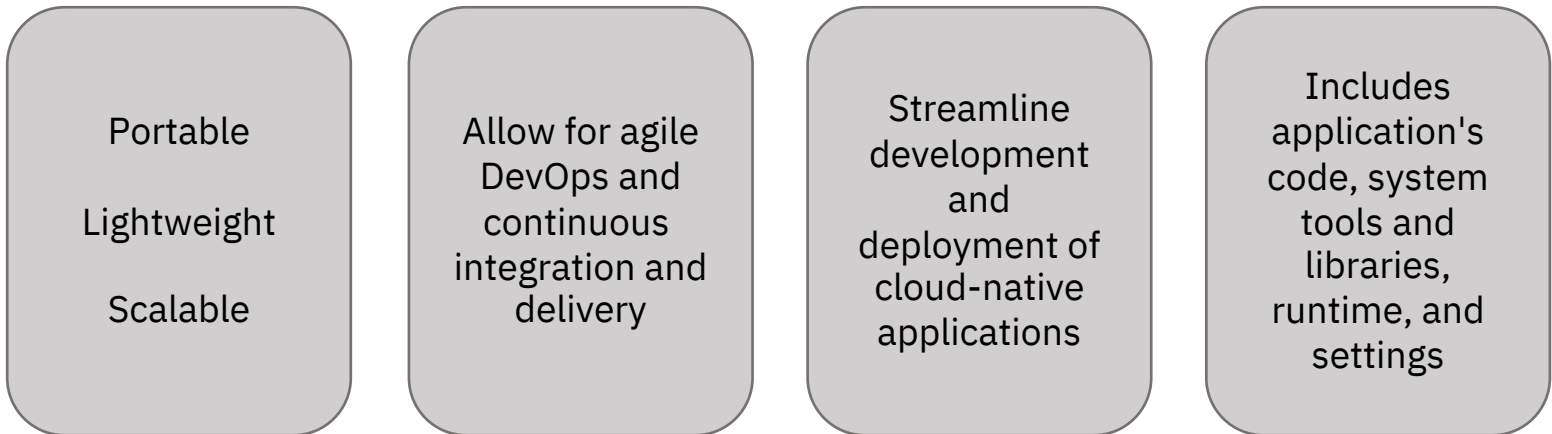 Portable
Lightweight
Scalable
Allow for agile
DevOps and
continuous
integration and
delivery
Streamline
development
and
deployment of
cloud-native
applications
Includes
application's
code, system
tools and
libraries,
runtime, and
settings